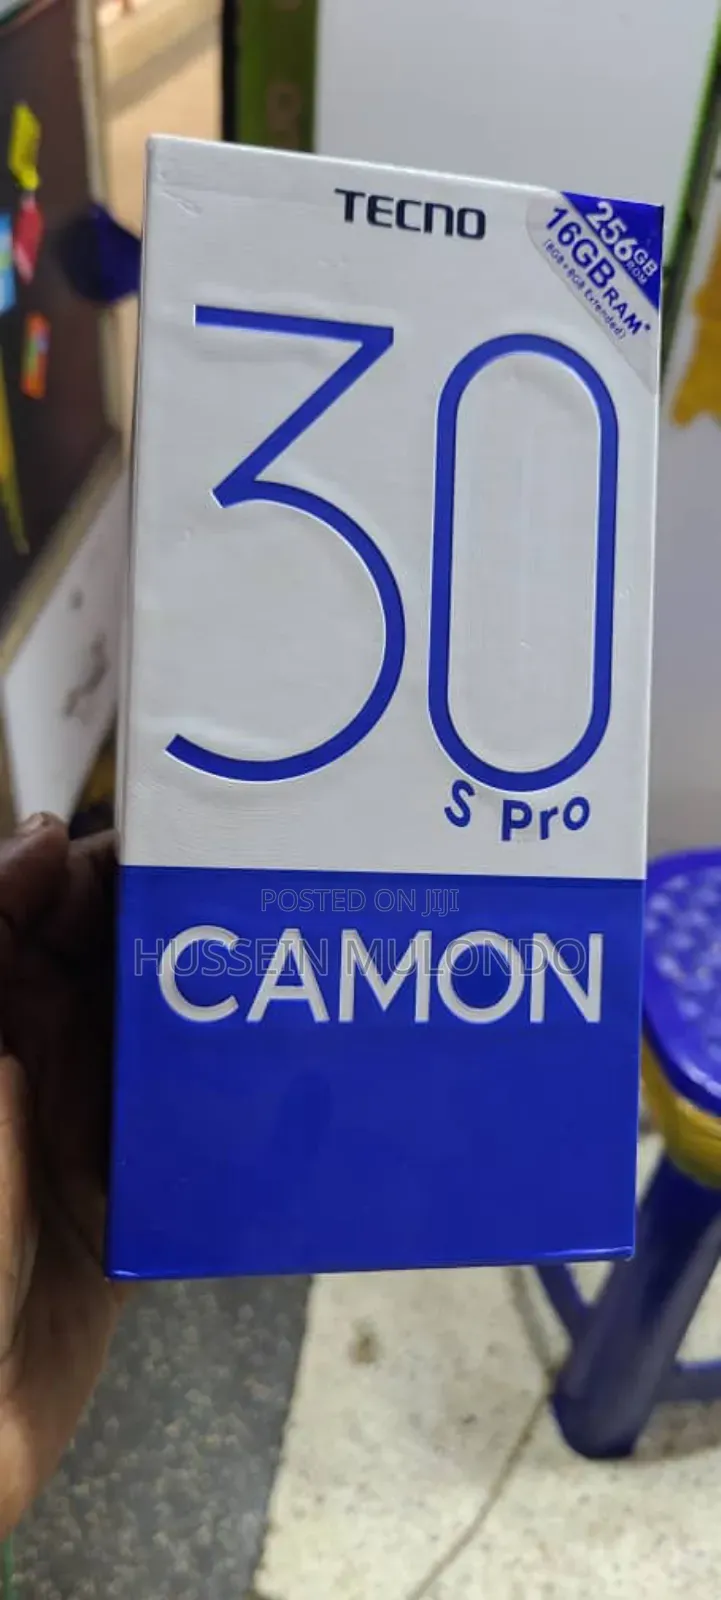 TECNO
256GB ROM
16GB RAM*
(8GB+8GB Extended)
30
S Pro
POSTED ON JIJI
HUSSEIN MULONDO
CAMON